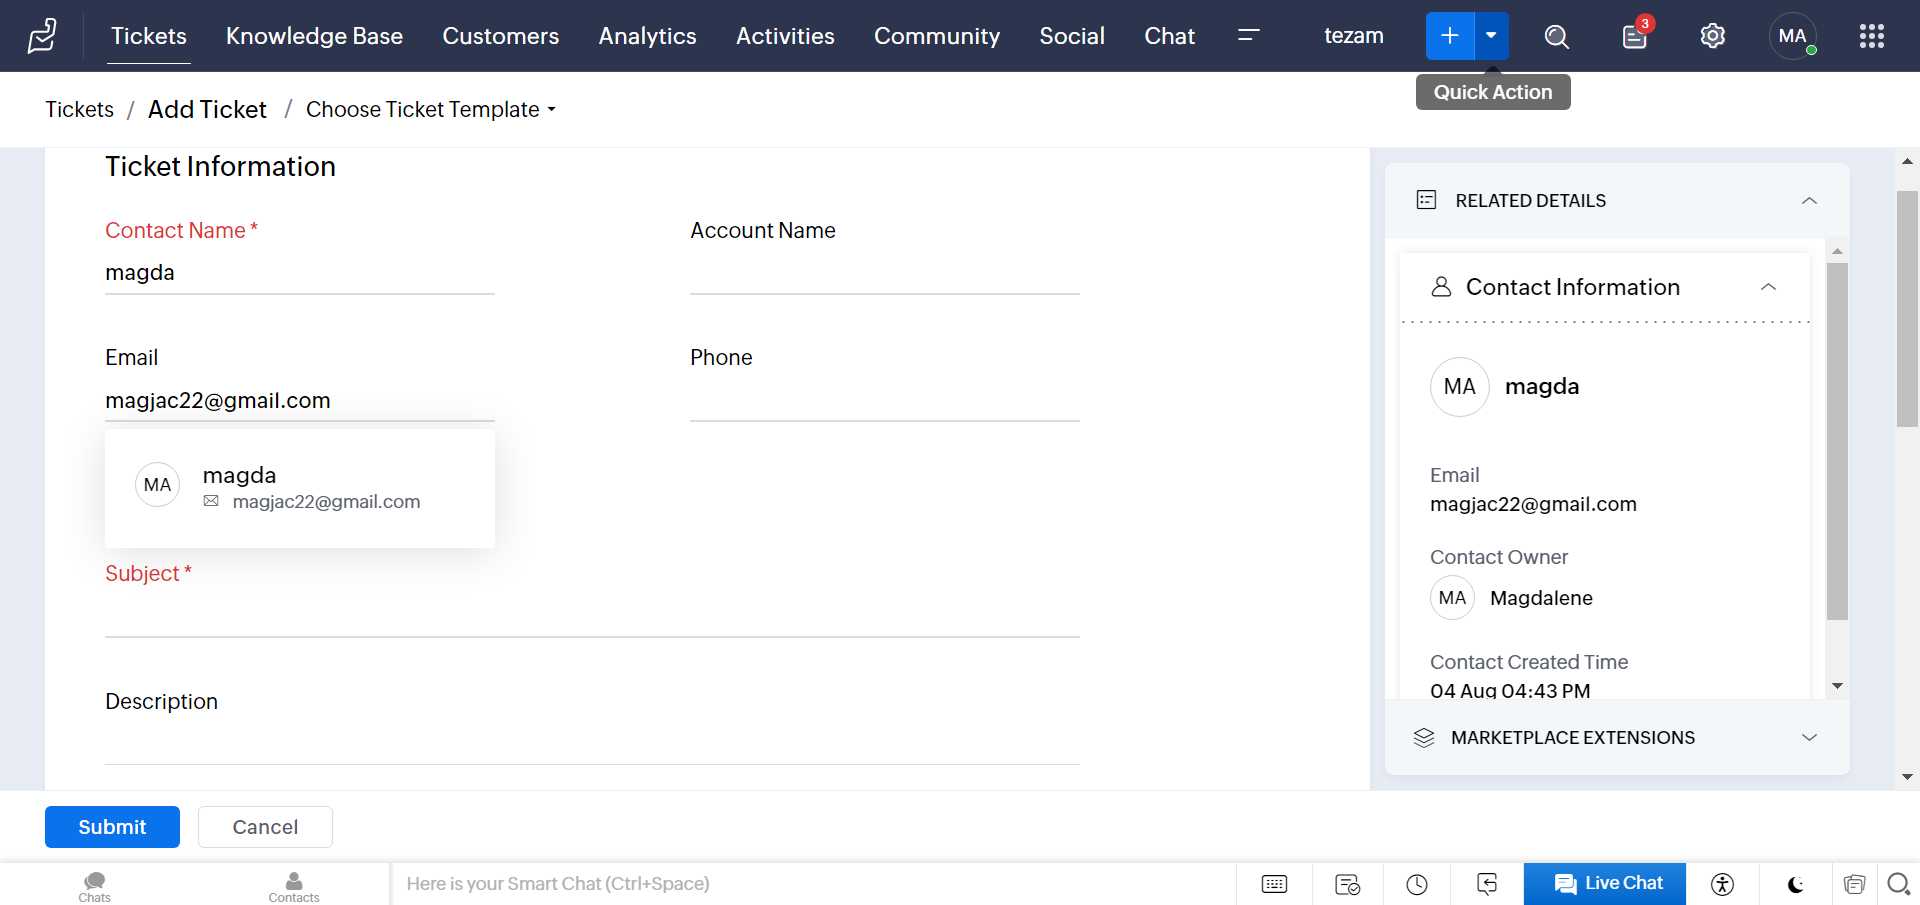 Tickets Knowledge Base Customers Analytics Activities Community Social Chat tezam 3 MA
Quick Action
Tickets / Add Ticket / Choose Ticket Template
Ticket Information
Contact Name *
magda
Account Name
Email
magjac22@gmail.com
Phone
MA
magda
magjac22@gmail.com
Subject *
Description
RELATED DETAILS
Contact Information
MA magda
Email
magjac22@gmail.com
Contact Owner
MA Magdalene
Contact Created Time
04 Aug 04:43 PM
MARKETPLACE EXTENSIONS
Submit Cancel
Chats Contacts Here is your Smart Chat (Ctrl+Space) Live Chat